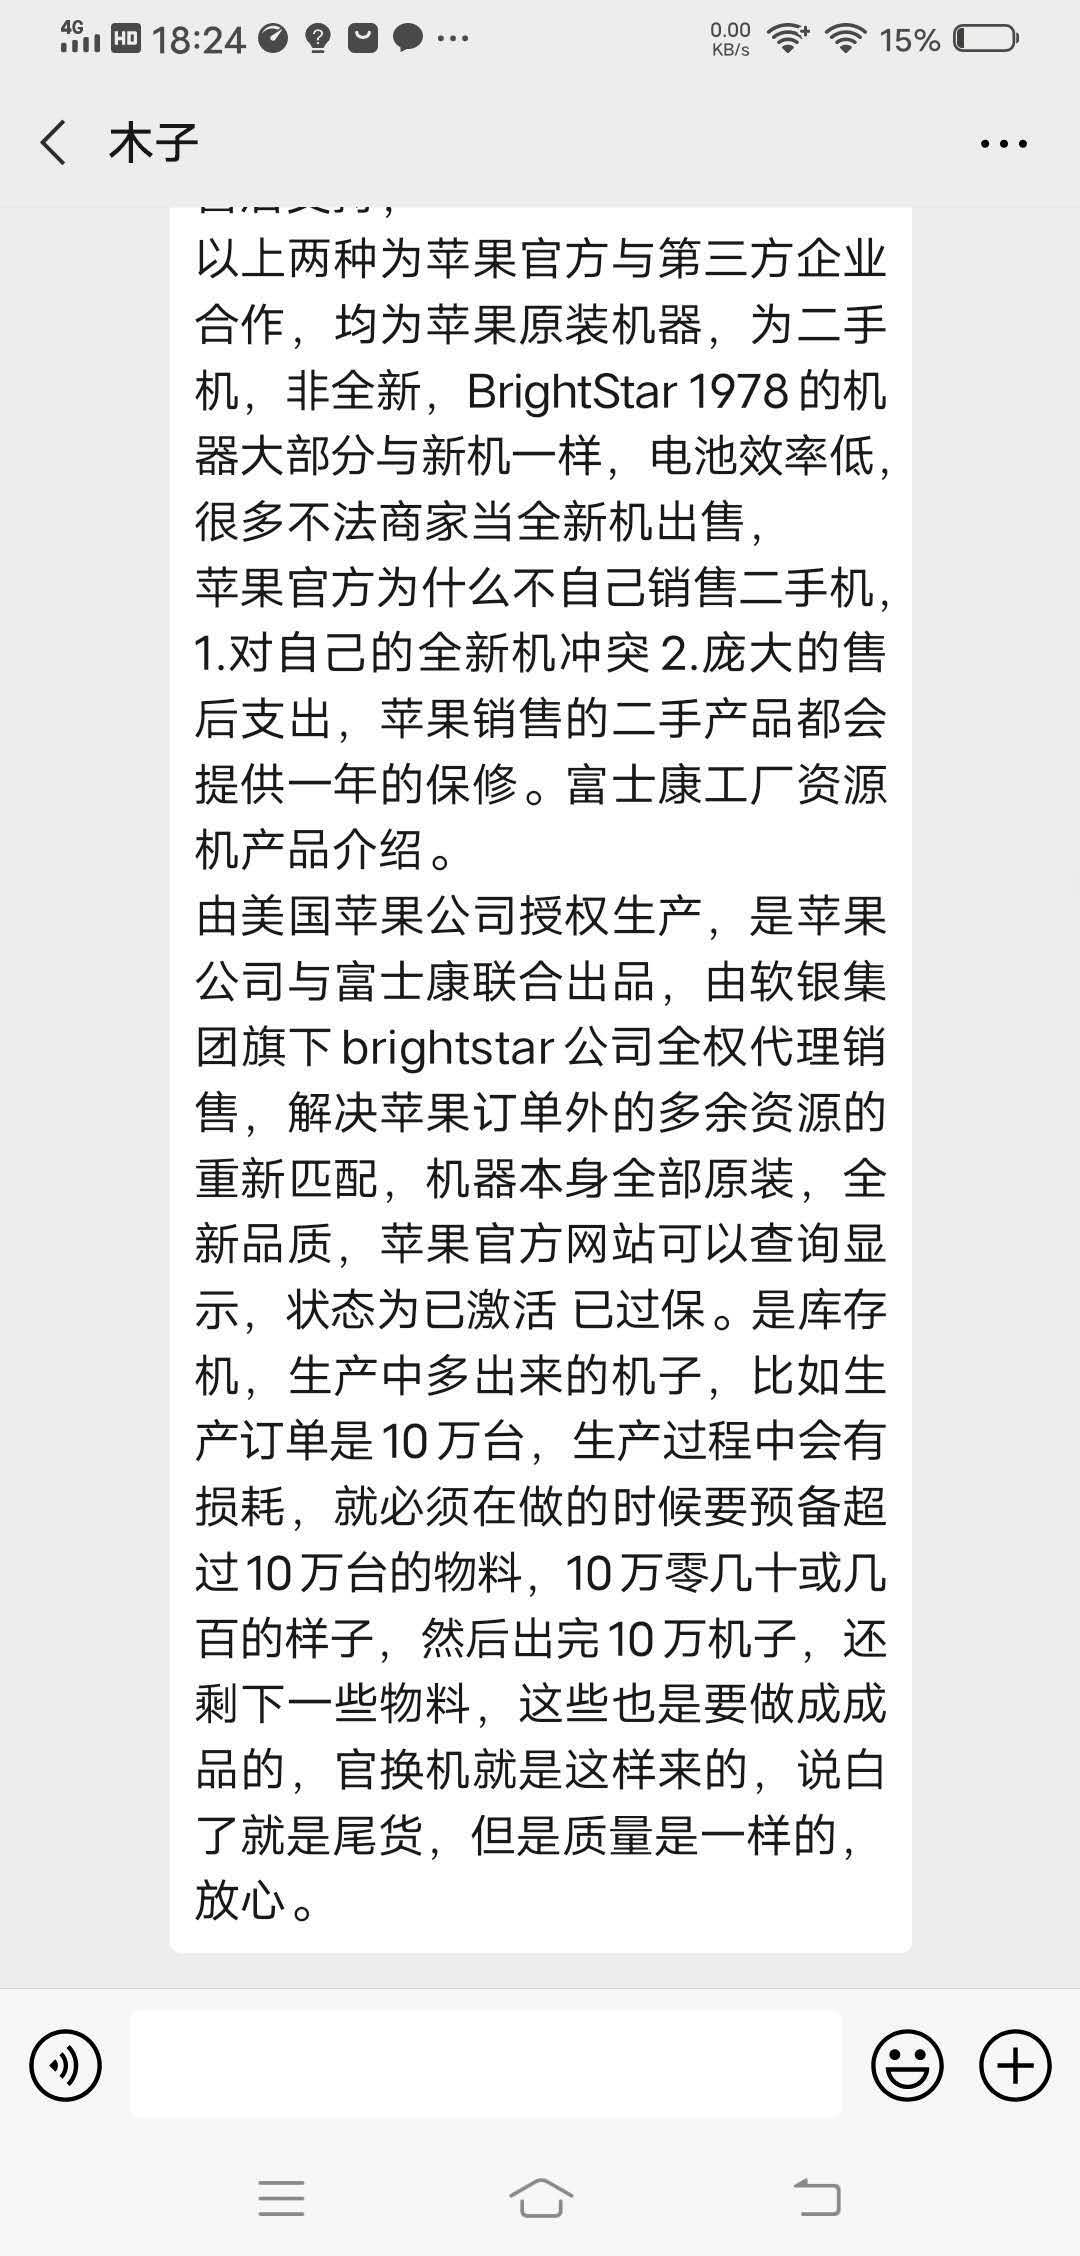 4G HD 18:24 0.00 KB/s 15%
木子
以上两种为苹果官方与第三方企业
合作，均为苹果原装机器，为二手
机，非全新，BrightStar 1978的机
器大部分与新机一样，电池效率低，
很多不法商家当全新机出售，
苹果官方为什么不自己销售二手机，
1.对自己的全新机冲突2.庞大的售
后支出，苹果销售的二手产品都会
提供一年的保修。富士康工厂资源
机产品介绍。
由美国苹果公司授权生产，是苹果
公司与富士康联合出品，由软银集
团旗下brightstar公司全权代理销
售，解决苹果订单外的多余资源的
重新匹配，机器本身全部原装，全
新品质，苹果官方网站可以查询显
示，状态为已激活 已过保。是库存
机，生产中多出来的机子，比如生
产订单是10万台，生产过程中会有
损耗，就必须在做的时候要预备超
过10万台的物料，10万零几十或几
百的样子，然后出完10万机子，还
剩下一些物料，这些也是要做成成
品的，官换机就是这样来的，说白
了就是尾货，但是质量是一样的，
放心。